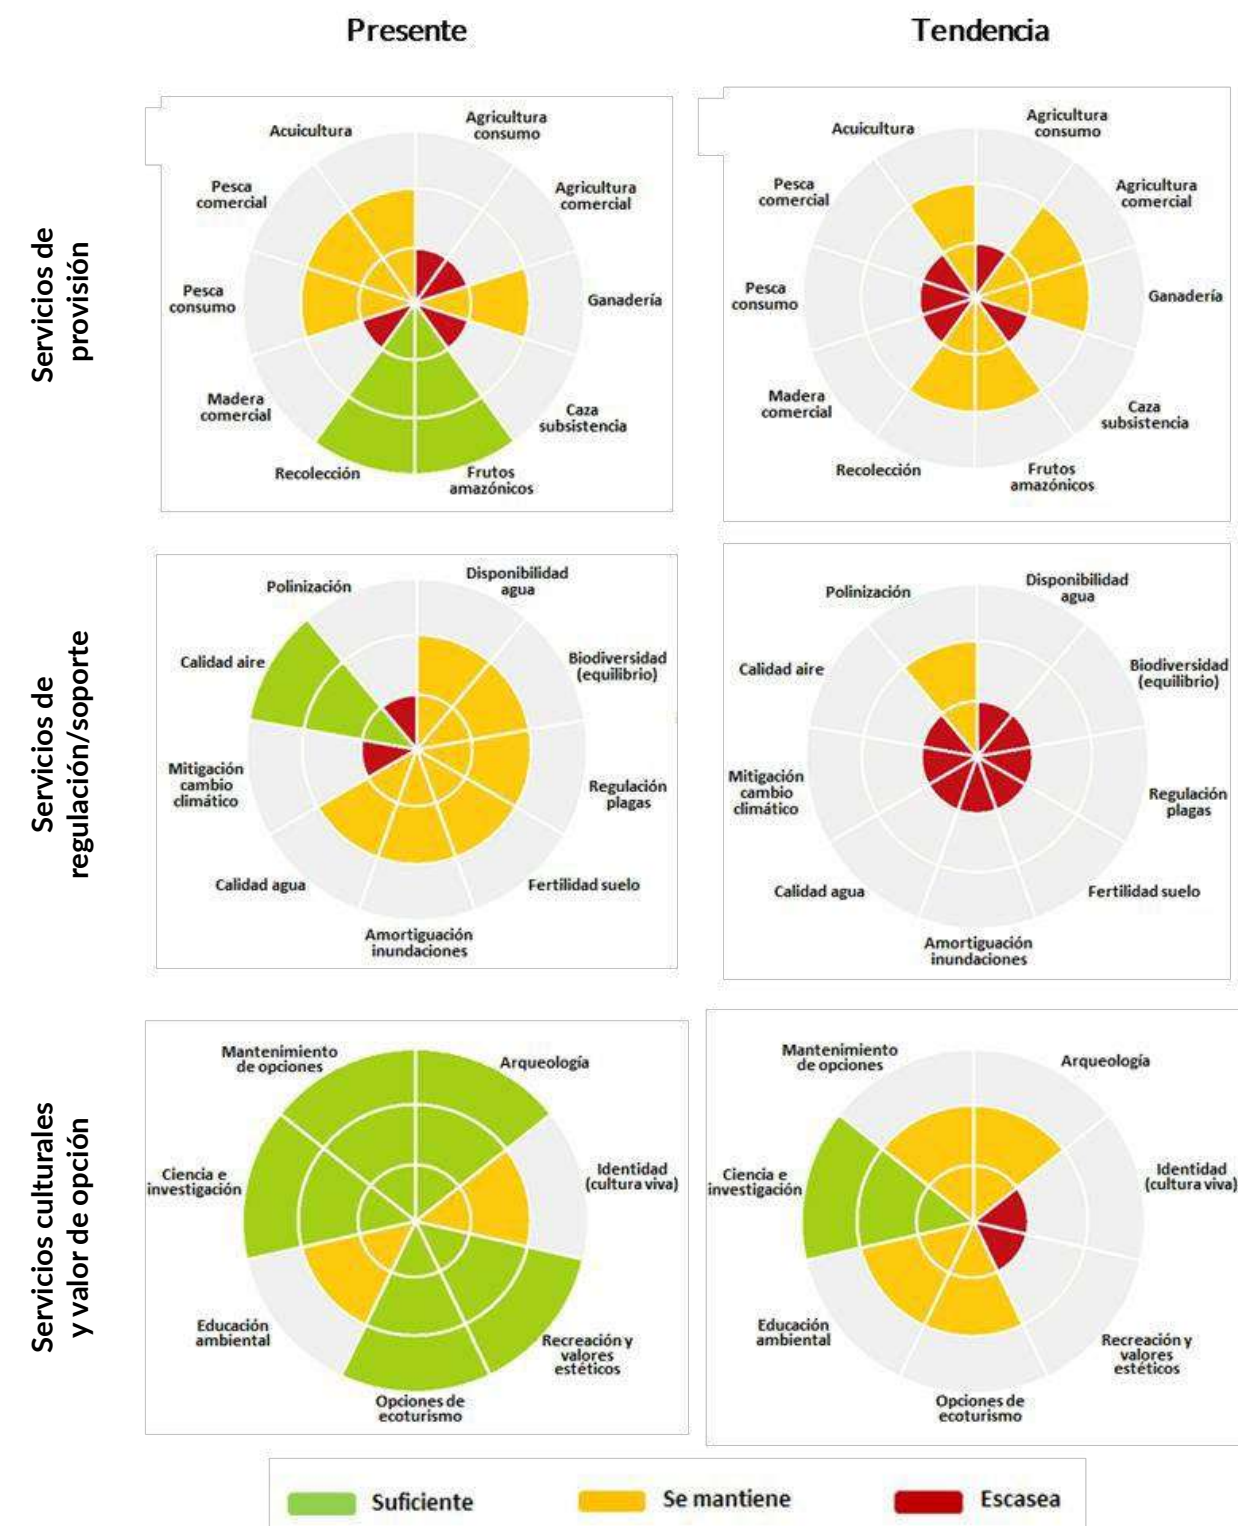 Presente
Tendencia
Servicios de
provisión
Acuicultura
Agricultura
consumo
Pesca
comercial
Agricultura
comercial
Pesca
consumo
Ganadería
Madera
comercial
Caza
subsistencia
Recolección
Frutos
amazónicos
Acuicultura
Agricultura
consumo
Pesca
comercial
Agricultura
comercial
Pesca
consumo
Ganadería
Madera
comercial
Caza
subsistencia
Recolección
Frutos
amazónicos
Servicios de
regulación/soporte
Polinización
Disponibilidad
agua
Calidad aire
Biodiversidad
(equilibrio)
Mitigación
cambio
climático
Regulación
plagas
Calidad agua
Fertilidad suelo
Amortiguación
inundaciones
Polinización
Disponibilidad
agua
Calidad aire
Biodiversidad
(equilibrio)
Mitigación
cambio
climático
Regulación
plagas
Calidad agua
Fertilidad suelo
Amortiguación
inundaciones
Servicios culturales
y valor de opción
Mantenimiento
de opciones
Arqueología
Ciencia e
investigación
Identidad
(cultura viva)
Educación
ambiental
Recreación y
valores
estéticos
Opciones de
ecoturismo
Mantenimiento
de opciones
Arqueología
Ciencia e
investigación
Identidad
(cultura viva)
Educación
ambiental
Recreación y
valores
estéticos
Opciones de
ecoturismo
Suficiente
Se mantiene
Escasea